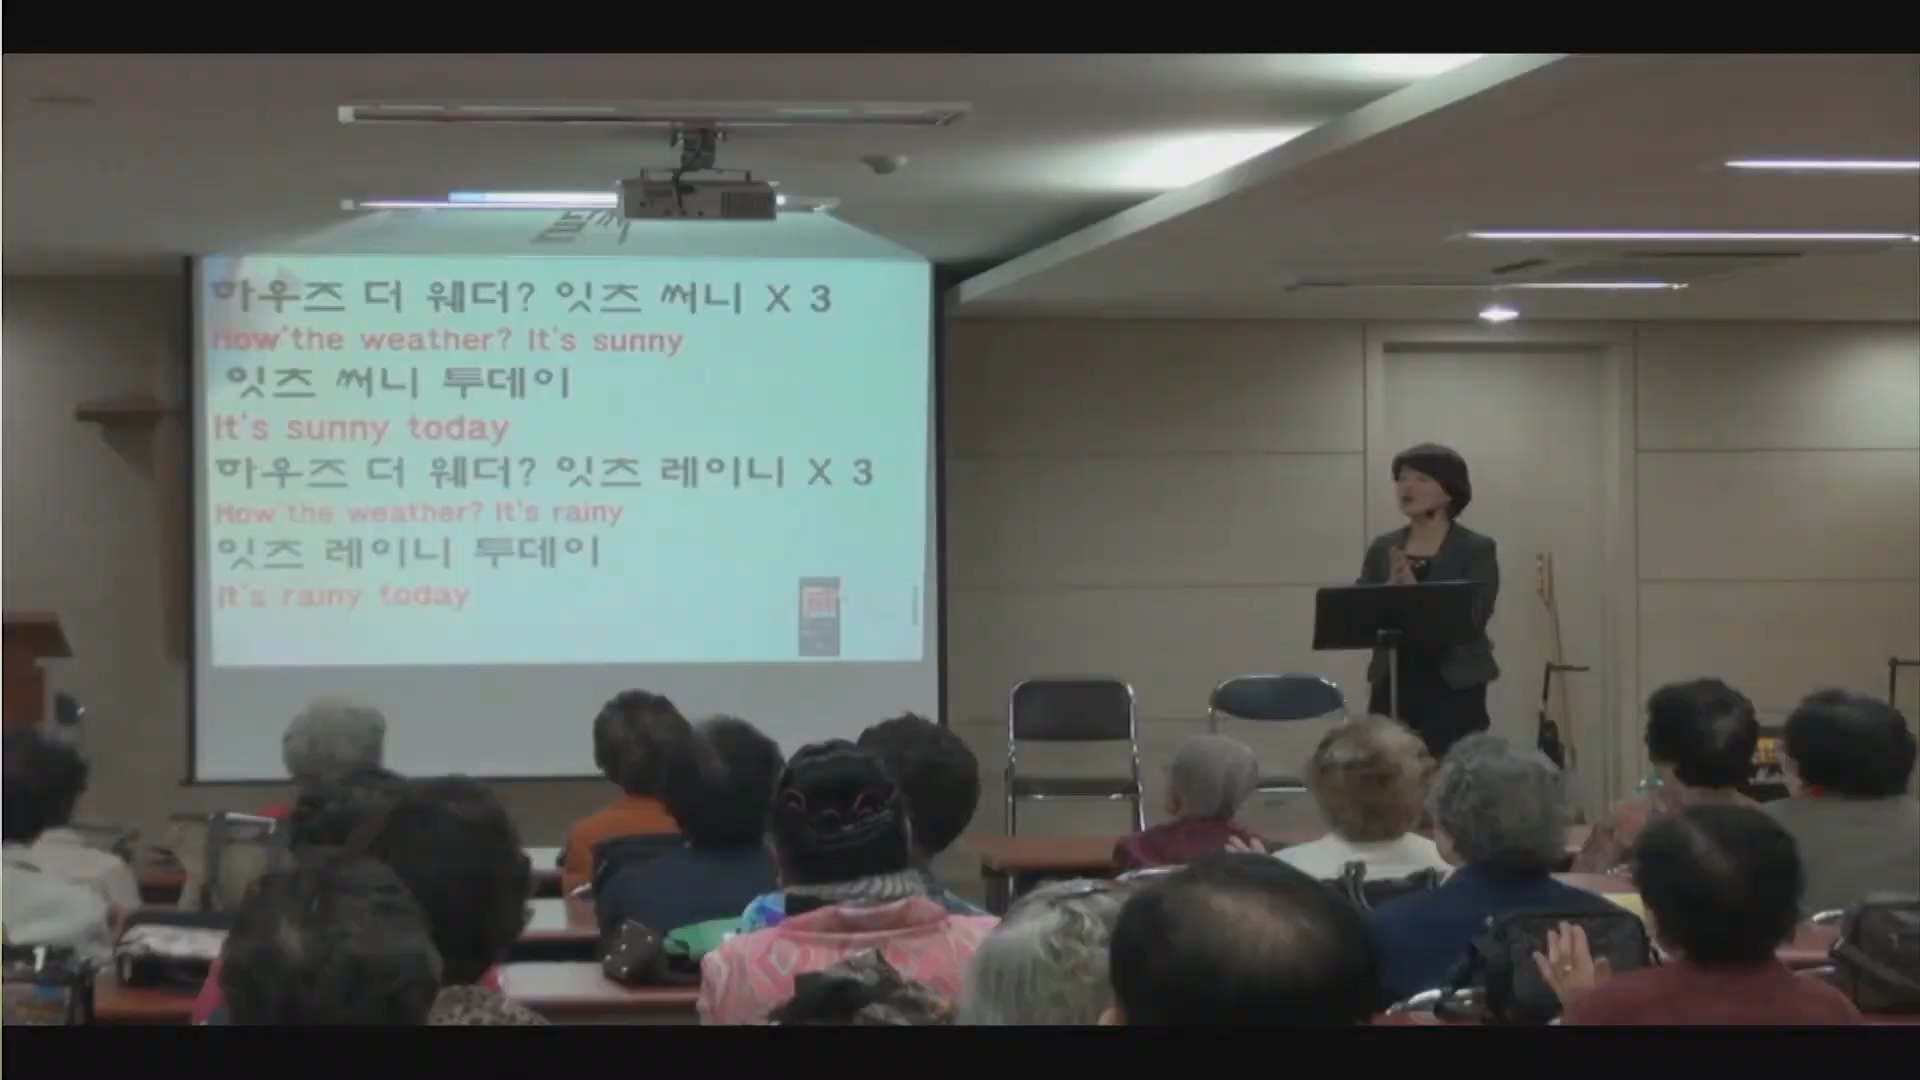 날씨
하우즈 더 웨더? 잇츠 써니 X 3
How'the weather? It's sunny
잇츠 써니 투데이
It's sunny today
하우즈 더 웨더? 잇츠 레이니 X 3
How'the weather? It's rainy
잇츠 레이니 투데이
It's rainy today